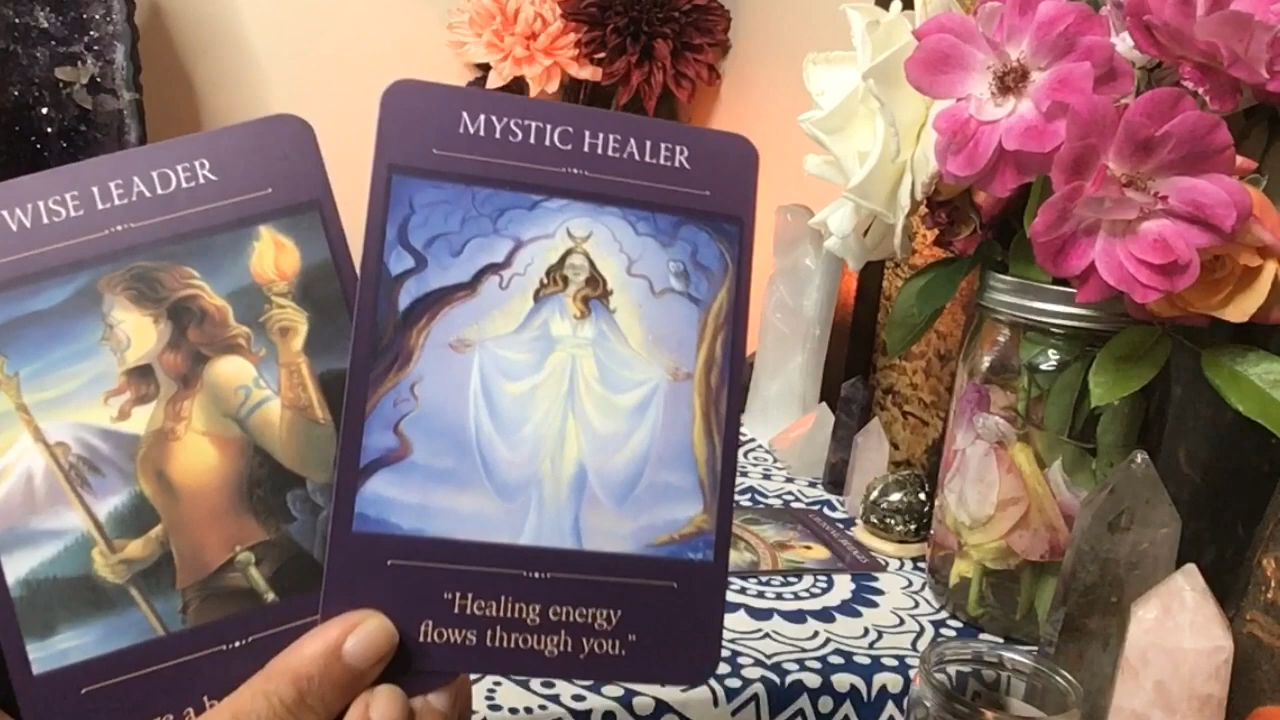 WISE LEADER
MYSTIC HEALER
"Healing energy
flows through you."